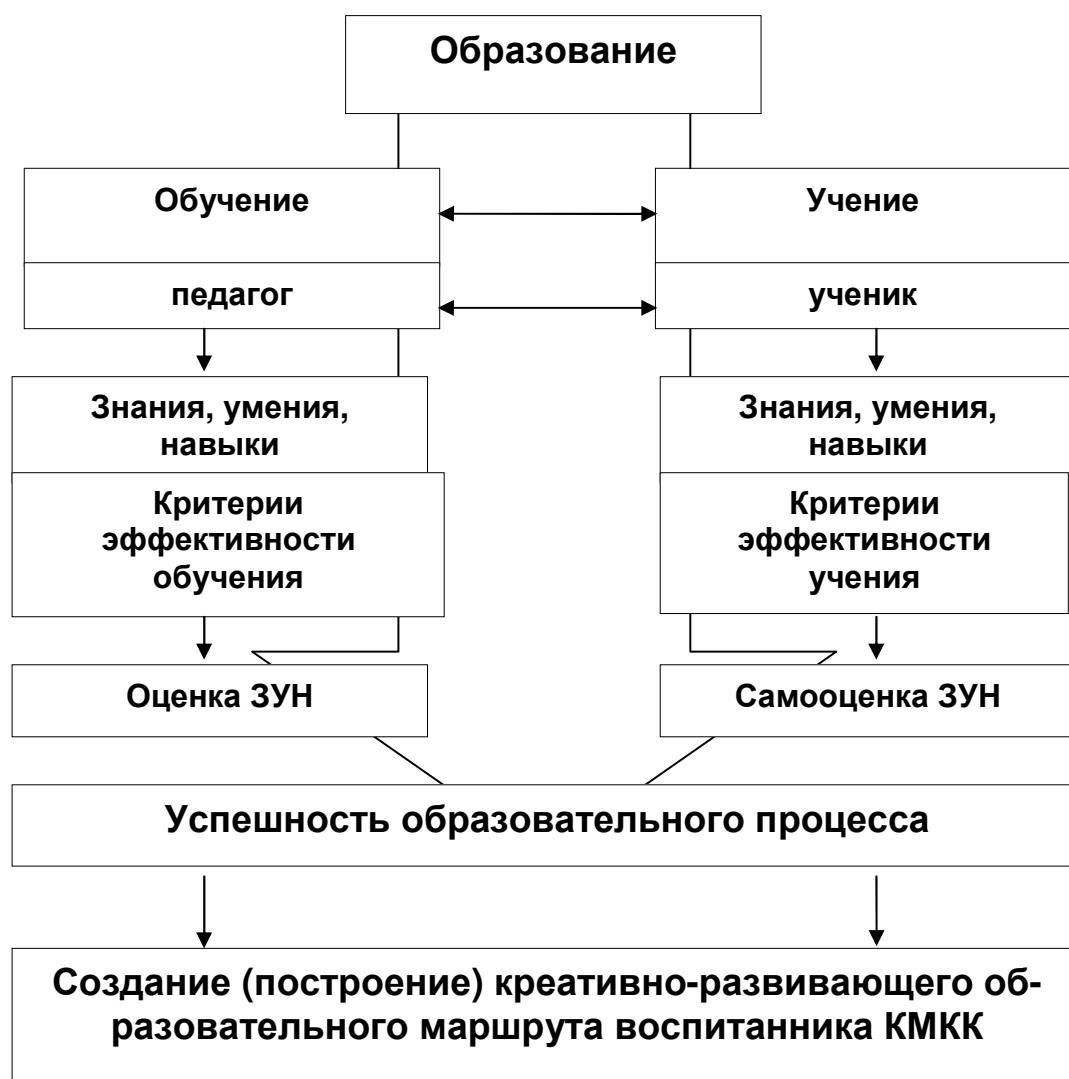 Образование
Обучение
Учение
педагог
ученик
Знания, умения,
навыки
Знания, умения,
навыки
Критерии
эффективности
обучения
Критерии
эффективности
учения
Оценка ЗУН
Самооценка ЗУН
Успешность образовательного процесса
Создание (построение) креативно-развивающего об-
разовательного маршрута воспитанника КМКК